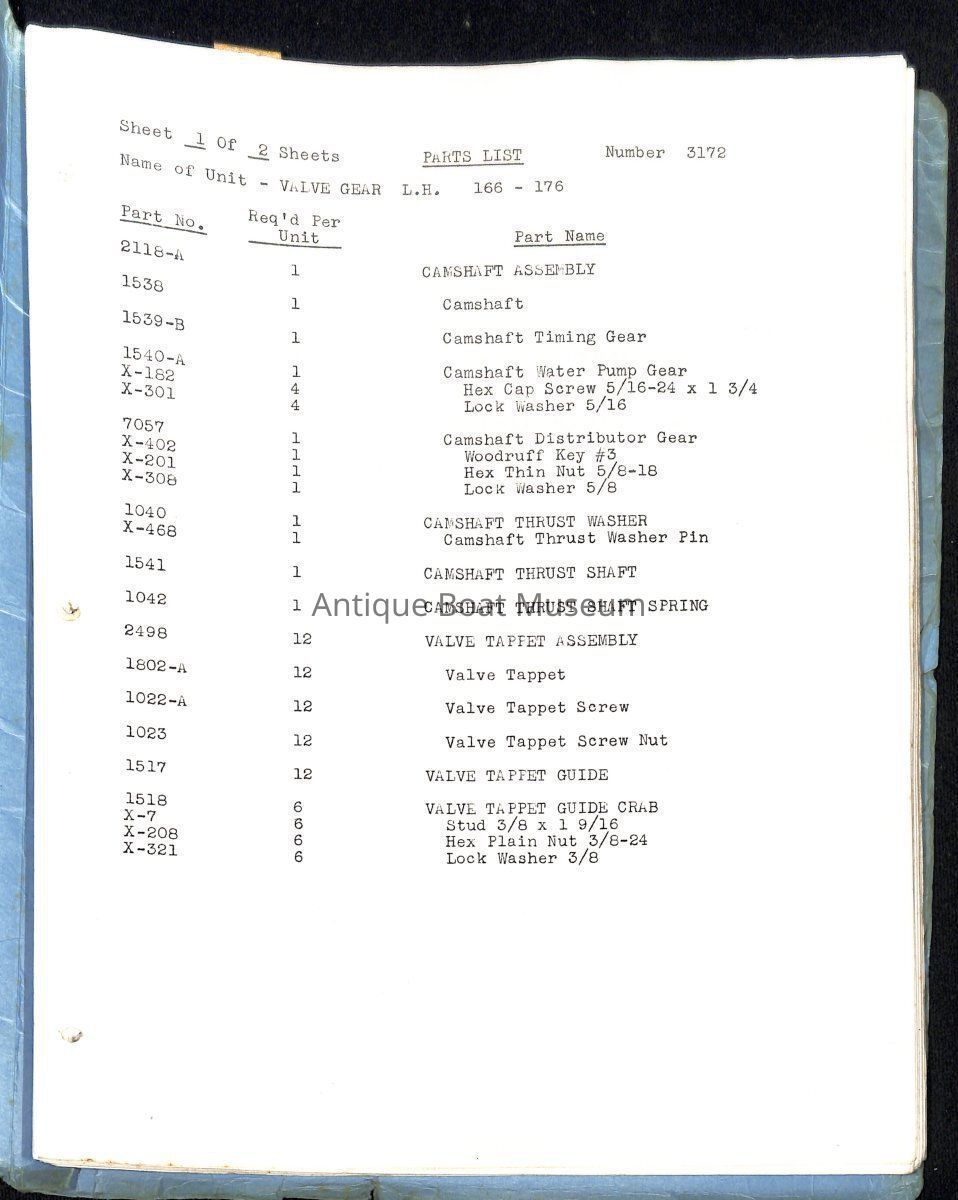 Sheet 1 Of 2 Sheets PARTS LIST Number 3172
Name of Unit - VALVE GEAR L.H. 166 - 176
Part No. Req'd Per Unit Part Name
2118-A 1 CAMSHAFT ASSEMBLY
1538 1 Camshaft
1539-B 1 Camshaft Timing Gear
1540-A 1 Camshaft Water Pump Gear
X-182 4 Hex Cap Screw 5/16-24 x 1 3/4
X-301 4 Lock Washer 5/16
7057 1 Camshaft Distributor Gear
X-402 1 Woodruff Key #3
X-201 1 Hex Thin Nut 5/8-18
X-308 1 Lock Washer 5/8
1040 1 CAMSHAFT THRUST WASHER
X-468 1 Camshaft Thrust Washer Pin
1541 1 CAMSHAFT THRUST SHAFT
1042 1 CAMSHAFT THRUST SHAFT SPRING
Antique Boat Museum
2498 12 VALVE TAPPET ASSEMBLY
1802-A 12 Valve Tappet
1022-A 12 Valve Tappet Screw
1023 12 Valve Tappet Screw Nut
1517 12 VALVE TAPPET GUIDE
1518 6 VALVE TAPPET GUIDE CRAB
X-7 6 Stud 3/8 x 1 9/16
X-208 6 Hex Plain Nut 3/8-24
X-321 6 Lock Washer 3/8